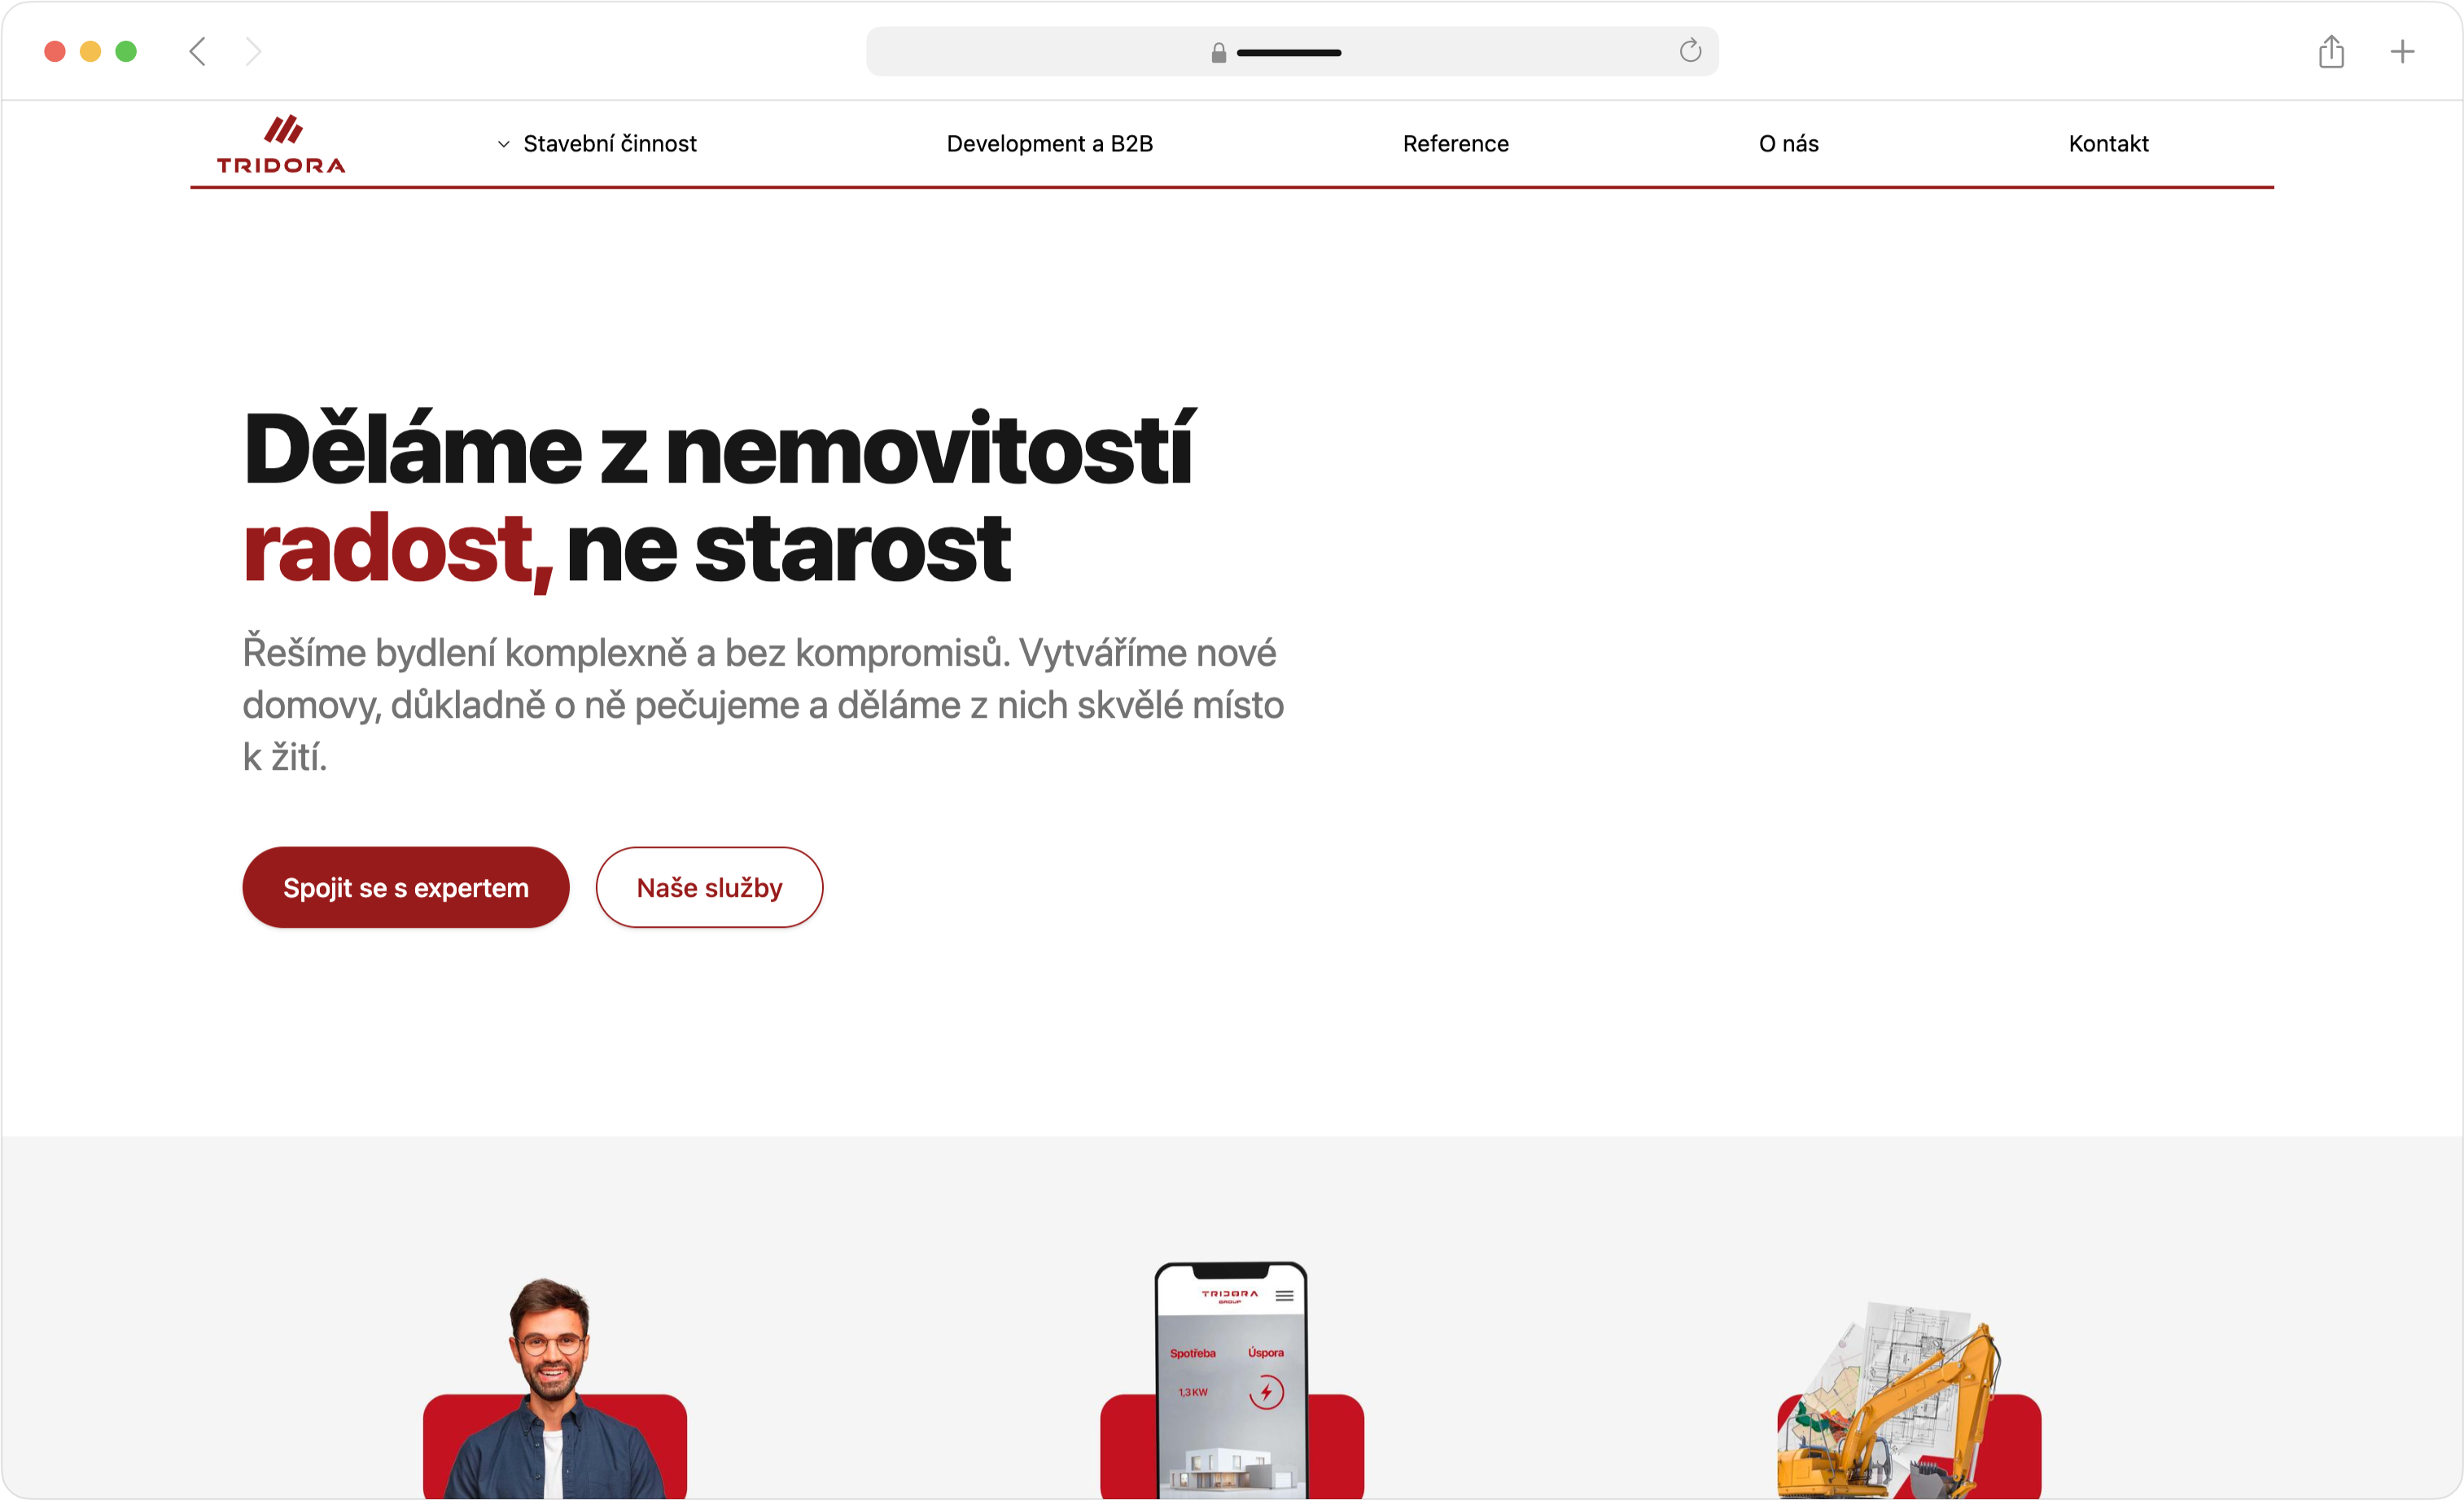 TRIDORA
Stavební činnost
Development a B2B
Reference
O nás
Kontakt
Děláme z nemovitostí
radost, ne starost
Řešíme bydlení komplexně a bez kompromisů. Vytváříme nové
domovy, důkladně o ně pečujeme a děláme z nich skvělé místo
k žití.
Spojit se s expertem
Naše služby
TRIDORA
GROUP
Spotřeba
Úspora
1,3 KW